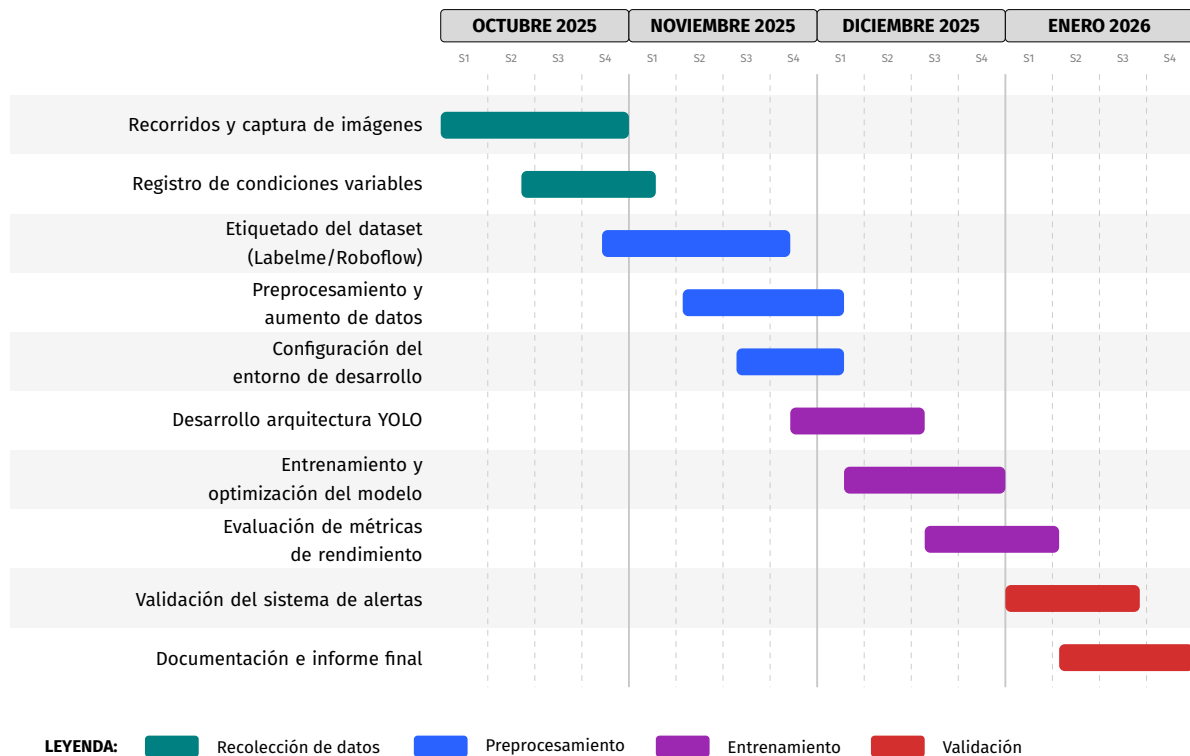 OCTUBRE 2025 NOVIEMBRE 2025 DICIEMBRE 2025 ENERO 2026
S1 S2 S3 S4 S1 S2 S3 S4 S1 S2 S3 S4 S1 S2 S3 S4
Recorridos y captura de imágenes
Registro de condiciones variables
Etiquetado del dataset
(Labelme/Roboflow)
Preprocesamiento y
aumento de datos
Configuración del
entorno de desarrollo
Desarrollo arquitectura YOLO
Entrenamiento y
optimización del modelo
Evaluación de métricas
de rendimiento
Validación del sistema de alertas
Documentación e informe final
LEYENDA: Recolección de datos Preprocesamiento Entrenamiento Validación